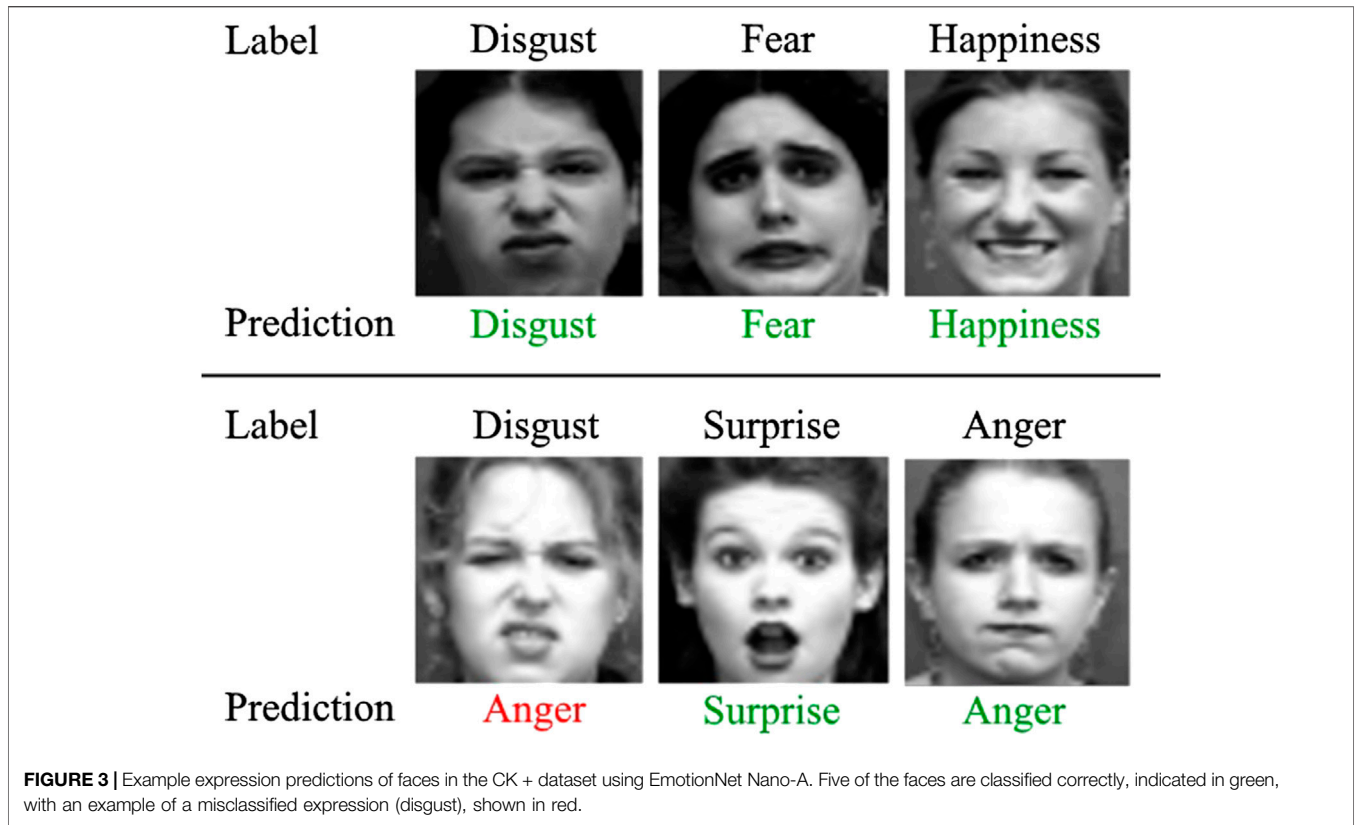 Label Disgust Fear Happiness
Prediction Disgust Fear Happiness
Label Disgust Surprise Anger
Prediction Anger Surprise Anger
FIGURE 3 | Example expression predictions of faces in the CK + dataset using EmotionNet Nano-A. Five of the faces are classified correctly, indicated in green,
with an example of a misclassified expression (disgust), shown in red.